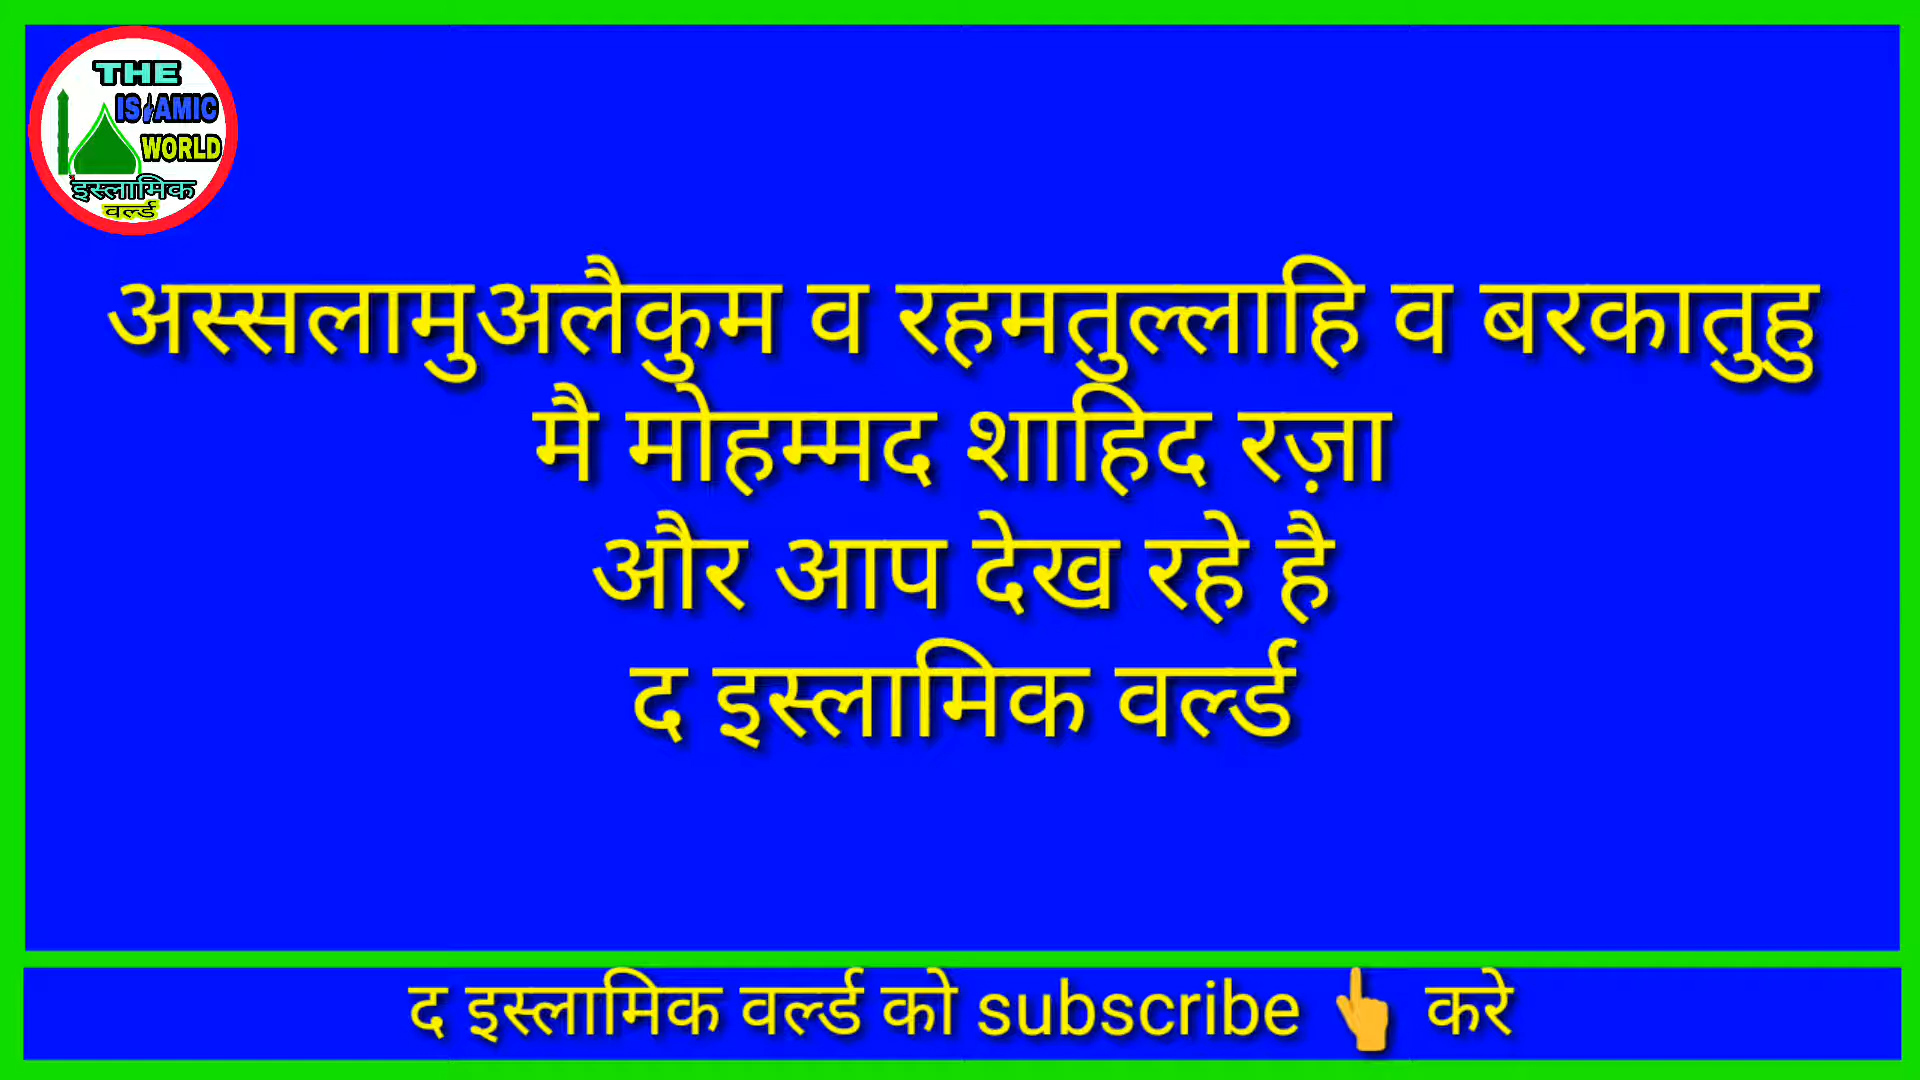 THE
ISLAMIC
WORLD
इस्लामिक
वर्ल्ड
अस्सलामुअलैकुम व रहमतुल्लाहि व बरकातुहु
मै मोहम्मद शाहिद रज़ा
और आप देख रहे है
द इस्लामिक वर्ल्ड
द इस्लामिक वर्ल्ड को subscribe 👆 करे